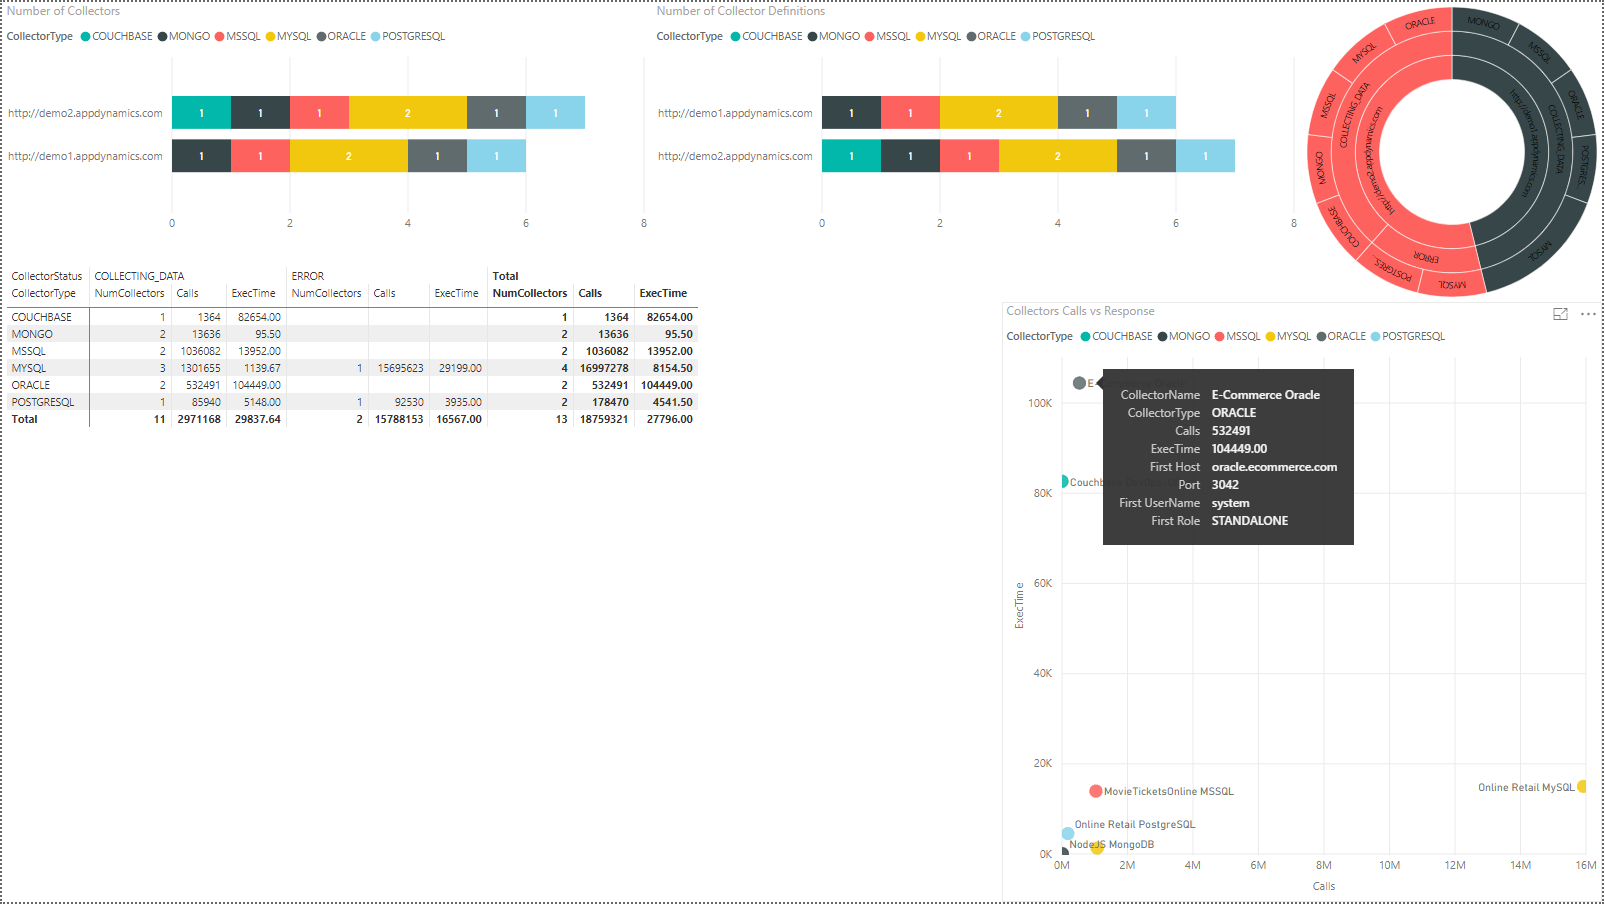 Number of Collectors
CollectorType COUCHBASE MONGO MSSQL MYSQL ORACLE POSTGRESQL
http://demo2.appdynamics.com 1 1 1 2 1 1
http://demo1.appdynamics.com 1 1 2 1 1
0 2 4 6 8
Number of Collector Definitions
CollectorType COUCHBASE MONGO MSSQL MYSQL ORACLE POSTGRESQL
http://demo1.appdynamics.com 1 1 2 1 1
http://demo2.appdynamics.com 1 1 1 2 1 1
0 2 4 6 8
MONGO
MSSQL
ORACLE
POSTGRES...
MYSQL
COLLECTING_DATA
http://demo1.appdynamics.com
MYSQL
POSTGRES...
ERROR
COUCHBASE
MONGO
MSSQL
MYSQL
ORACLE
COLLECTING_DATA
http://demo2.appdynamics.com
CollectorStatus COLLECTING_DATA ERROR Total
CollectorType NumCollectors Calls ExecTime NumCollectors Calls ExecTime NumCollectors Calls ExecTime
COUCHBASE 1 1364 82654.00 1 1364 82654.00
MONGO 2 13636 95.50 2 13636 95.50
MSSQL 2 1036082 13952.00 2 1036082 13952.00
MYSQL 3 1301655 1139.67 1 15695623 29199.00 4 16997278 8154.50
ORACLE 2 532491 104449.00 2 532491 104449.00
POSTGRESQL 1 85940 5148.00 1 92530 3935.00 2 178470 4541.50
Total 11 2971168 29837.64 2 15788153 16567.00 13 18759321 27796.00
Collectors Calls vs Response
CollectorType COUCHBASE MONGO MSSQL MYSQL ORACLE POSTGRESQL
100K
80K
60K
40K
20K
0K
ExecTime
E
Couchb
CollectorName E-Commerce Oracle
CollectorType ORACLE
Calls 532491
ExecTime 104449.00
First Host oracle.ecommerce.com
Port 3042
First UserName system
First Role STANDALONE
MovieTicketsOnline MSSQL
Online Retail MySQL
Online Retail PostgreSQL
NodeJS MongoDB
0M 2M 4M 6M 8M 10M 12M 14M 16M
Calls